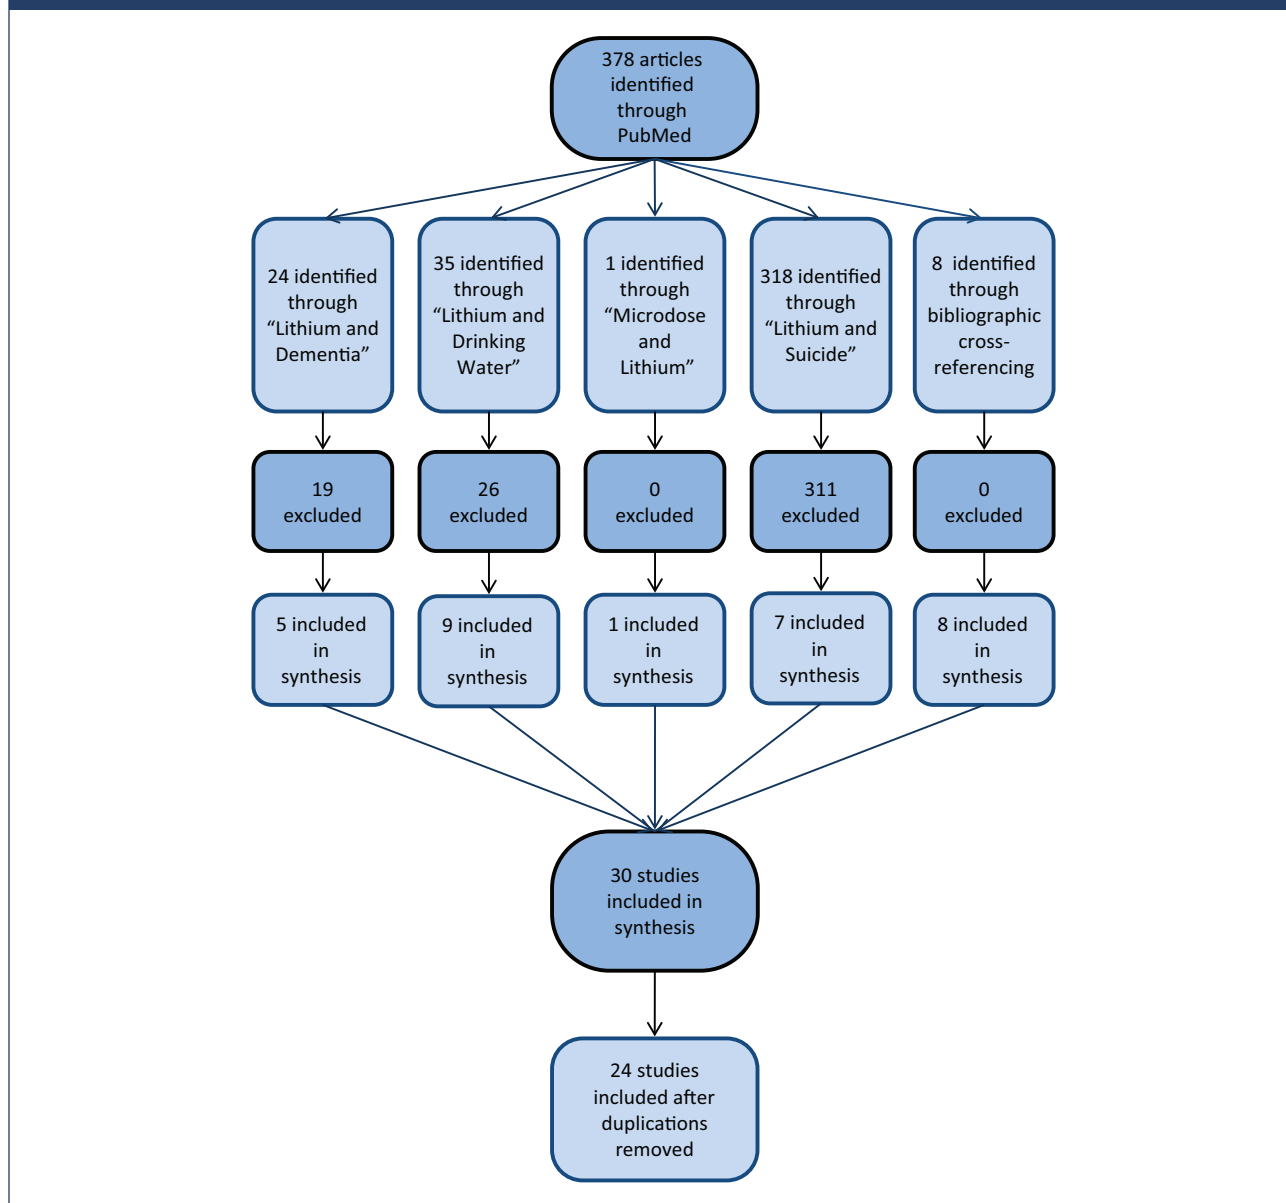 378 articles
identified
through
PubMed
24 identified
through
“Lithium and
Dementia”
35 identified
through
“Lithium and
Drinking
Water”
1 identified
through
“Microdose
and
Lithium”
318 identified
through
“Lithium and
Suicide”
8 identified
through
bibliographic
cross-
referencing
19
excluded
26
excluded
0
excluded
311
excluded
0
excluded
5 included
in
synthesis
9 included
in
synthesis
1 included
in
synthesis
7 included
in
synthesis
8 included
in
synthesis
30 studies
included in
synthesis
24 studies
included after
duplications
removed